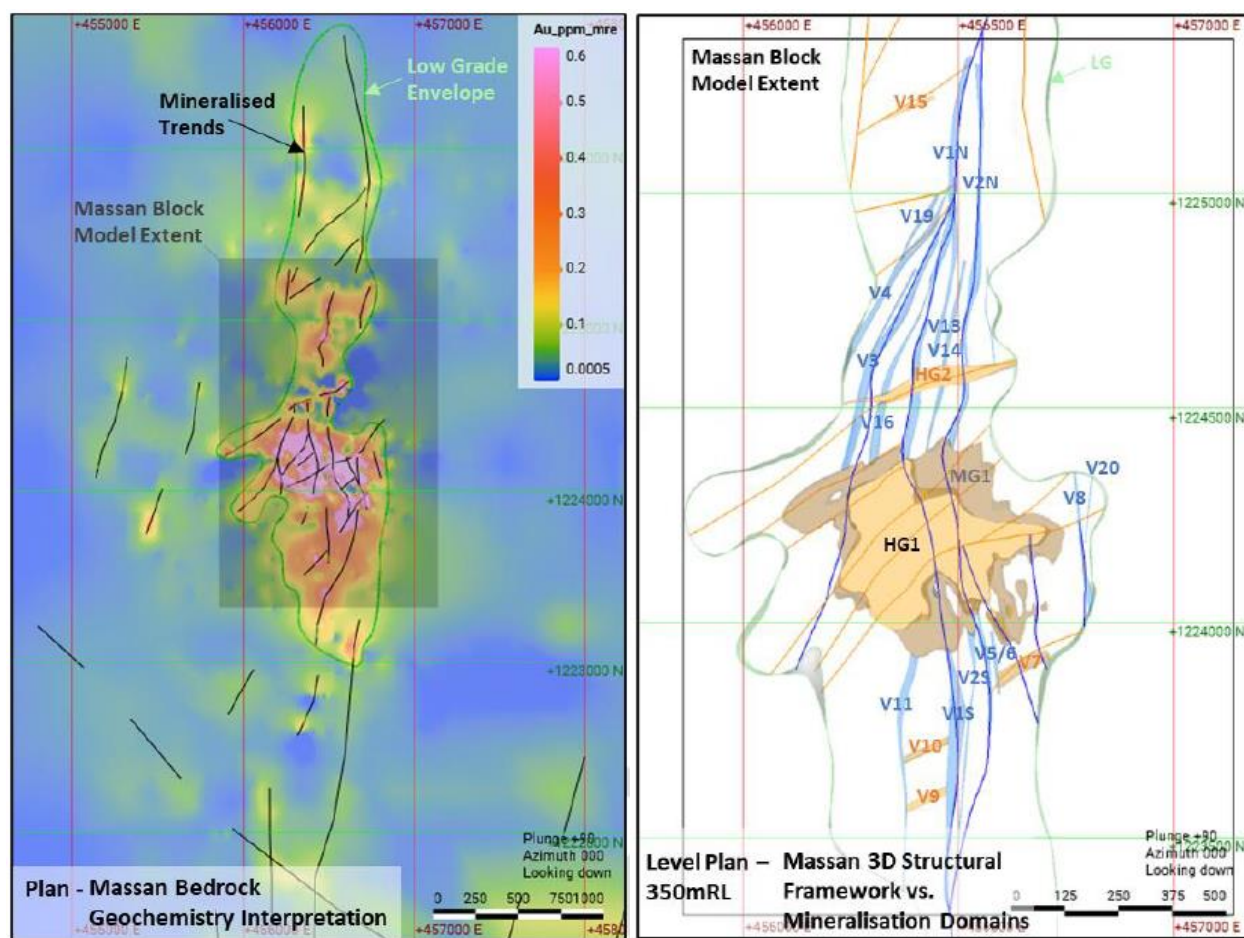 +455000 E
+456000 E
+457000 E
Au_ppm_mre
0.6
0.5
0.4
0.3
0.2
0.1
0.0005
Low Grade
Envelope
Mineralised
Trends
Massan Block
Model Extent
+1224000 N
+1223000 N
Plunge +90
Azimuth 000
Looking down
0 250 500 750 1000
Plan - Massan Bedrock
Geochemistry Interpretation
+455000 E
+456000 E
+457000 E
+456000 E
+456500 E
+457000 E
Massan Block
Model Extent
LG
V15
V1N
V2N
+1225000 N
V19
V4
V13
V14
V3
HG2
+1224500 N
V16
MG1
V20
V8
HG1
+1224000 N
V5/6
V7
V2S
V11
V1S
V10
V9
Plunge +90
Azimuth 000
Looking down
0 125 250 375 500
Level Plan – Massan 3D Structural
350mRL Framework vs.
Mineralisation Domains
+456000 E
+457000 E